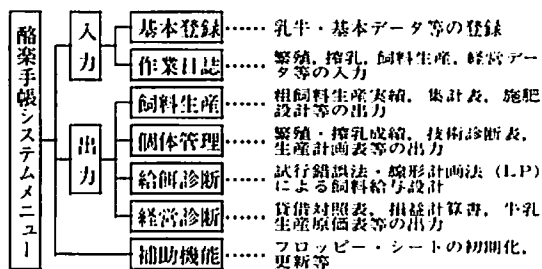 酪楽手帳システムメニュー
入力
基本登録 …… 乳牛・基本データ等の登録
作業日誌 …… 繁殖, 搾乳, 飼料生産, 経営デー
タ等の入力
出力
飼料生産 …… 粗飼料生産実績, 集計表, 施肥
設計等の出力
個体管理 …… 繁殖・搾乳成績, 技術診断表,
生産計画表等の出力
給餌診断 …… 試行錯誤法・線形計画法(LP)
による飼料給与設計
経営診断 …… 貸借対照表, 損益計算書, 牛乳
生産原価表等の出力
補助機能 …… フロッピー・シートの初期化,
更新等